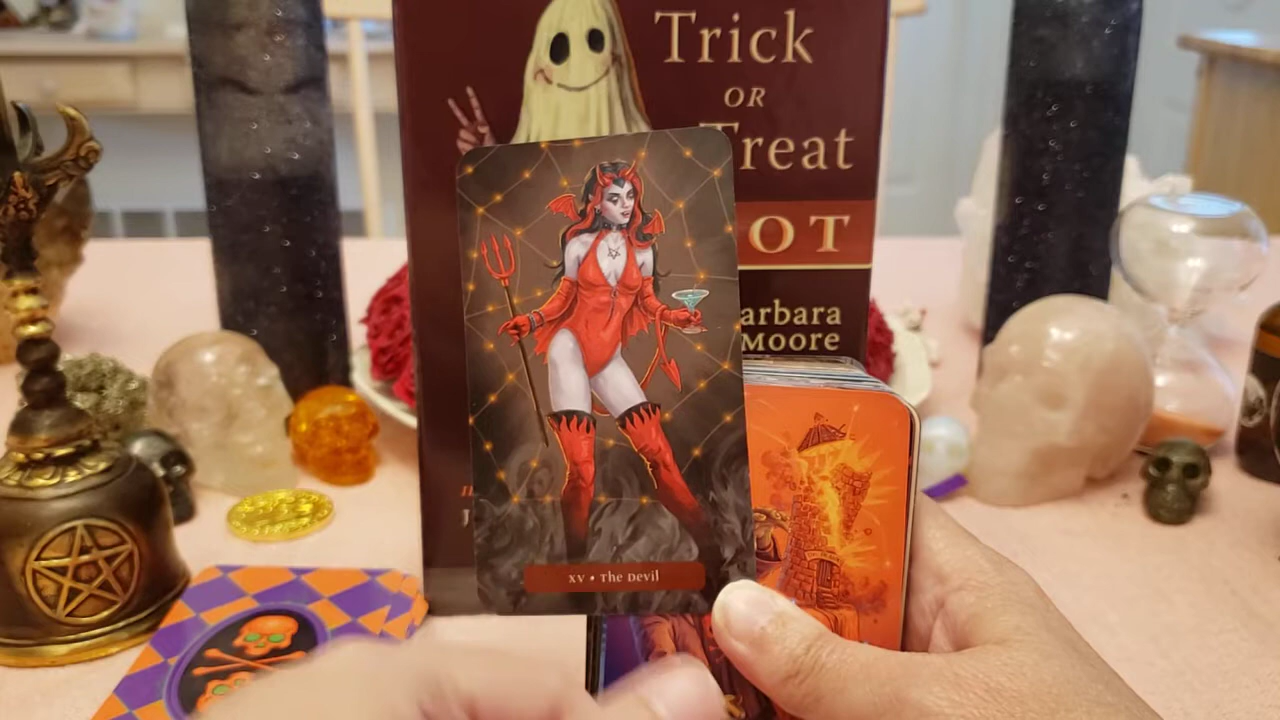 Trick
OR
Treat
OT
arbara
Moore
XV • The Devil